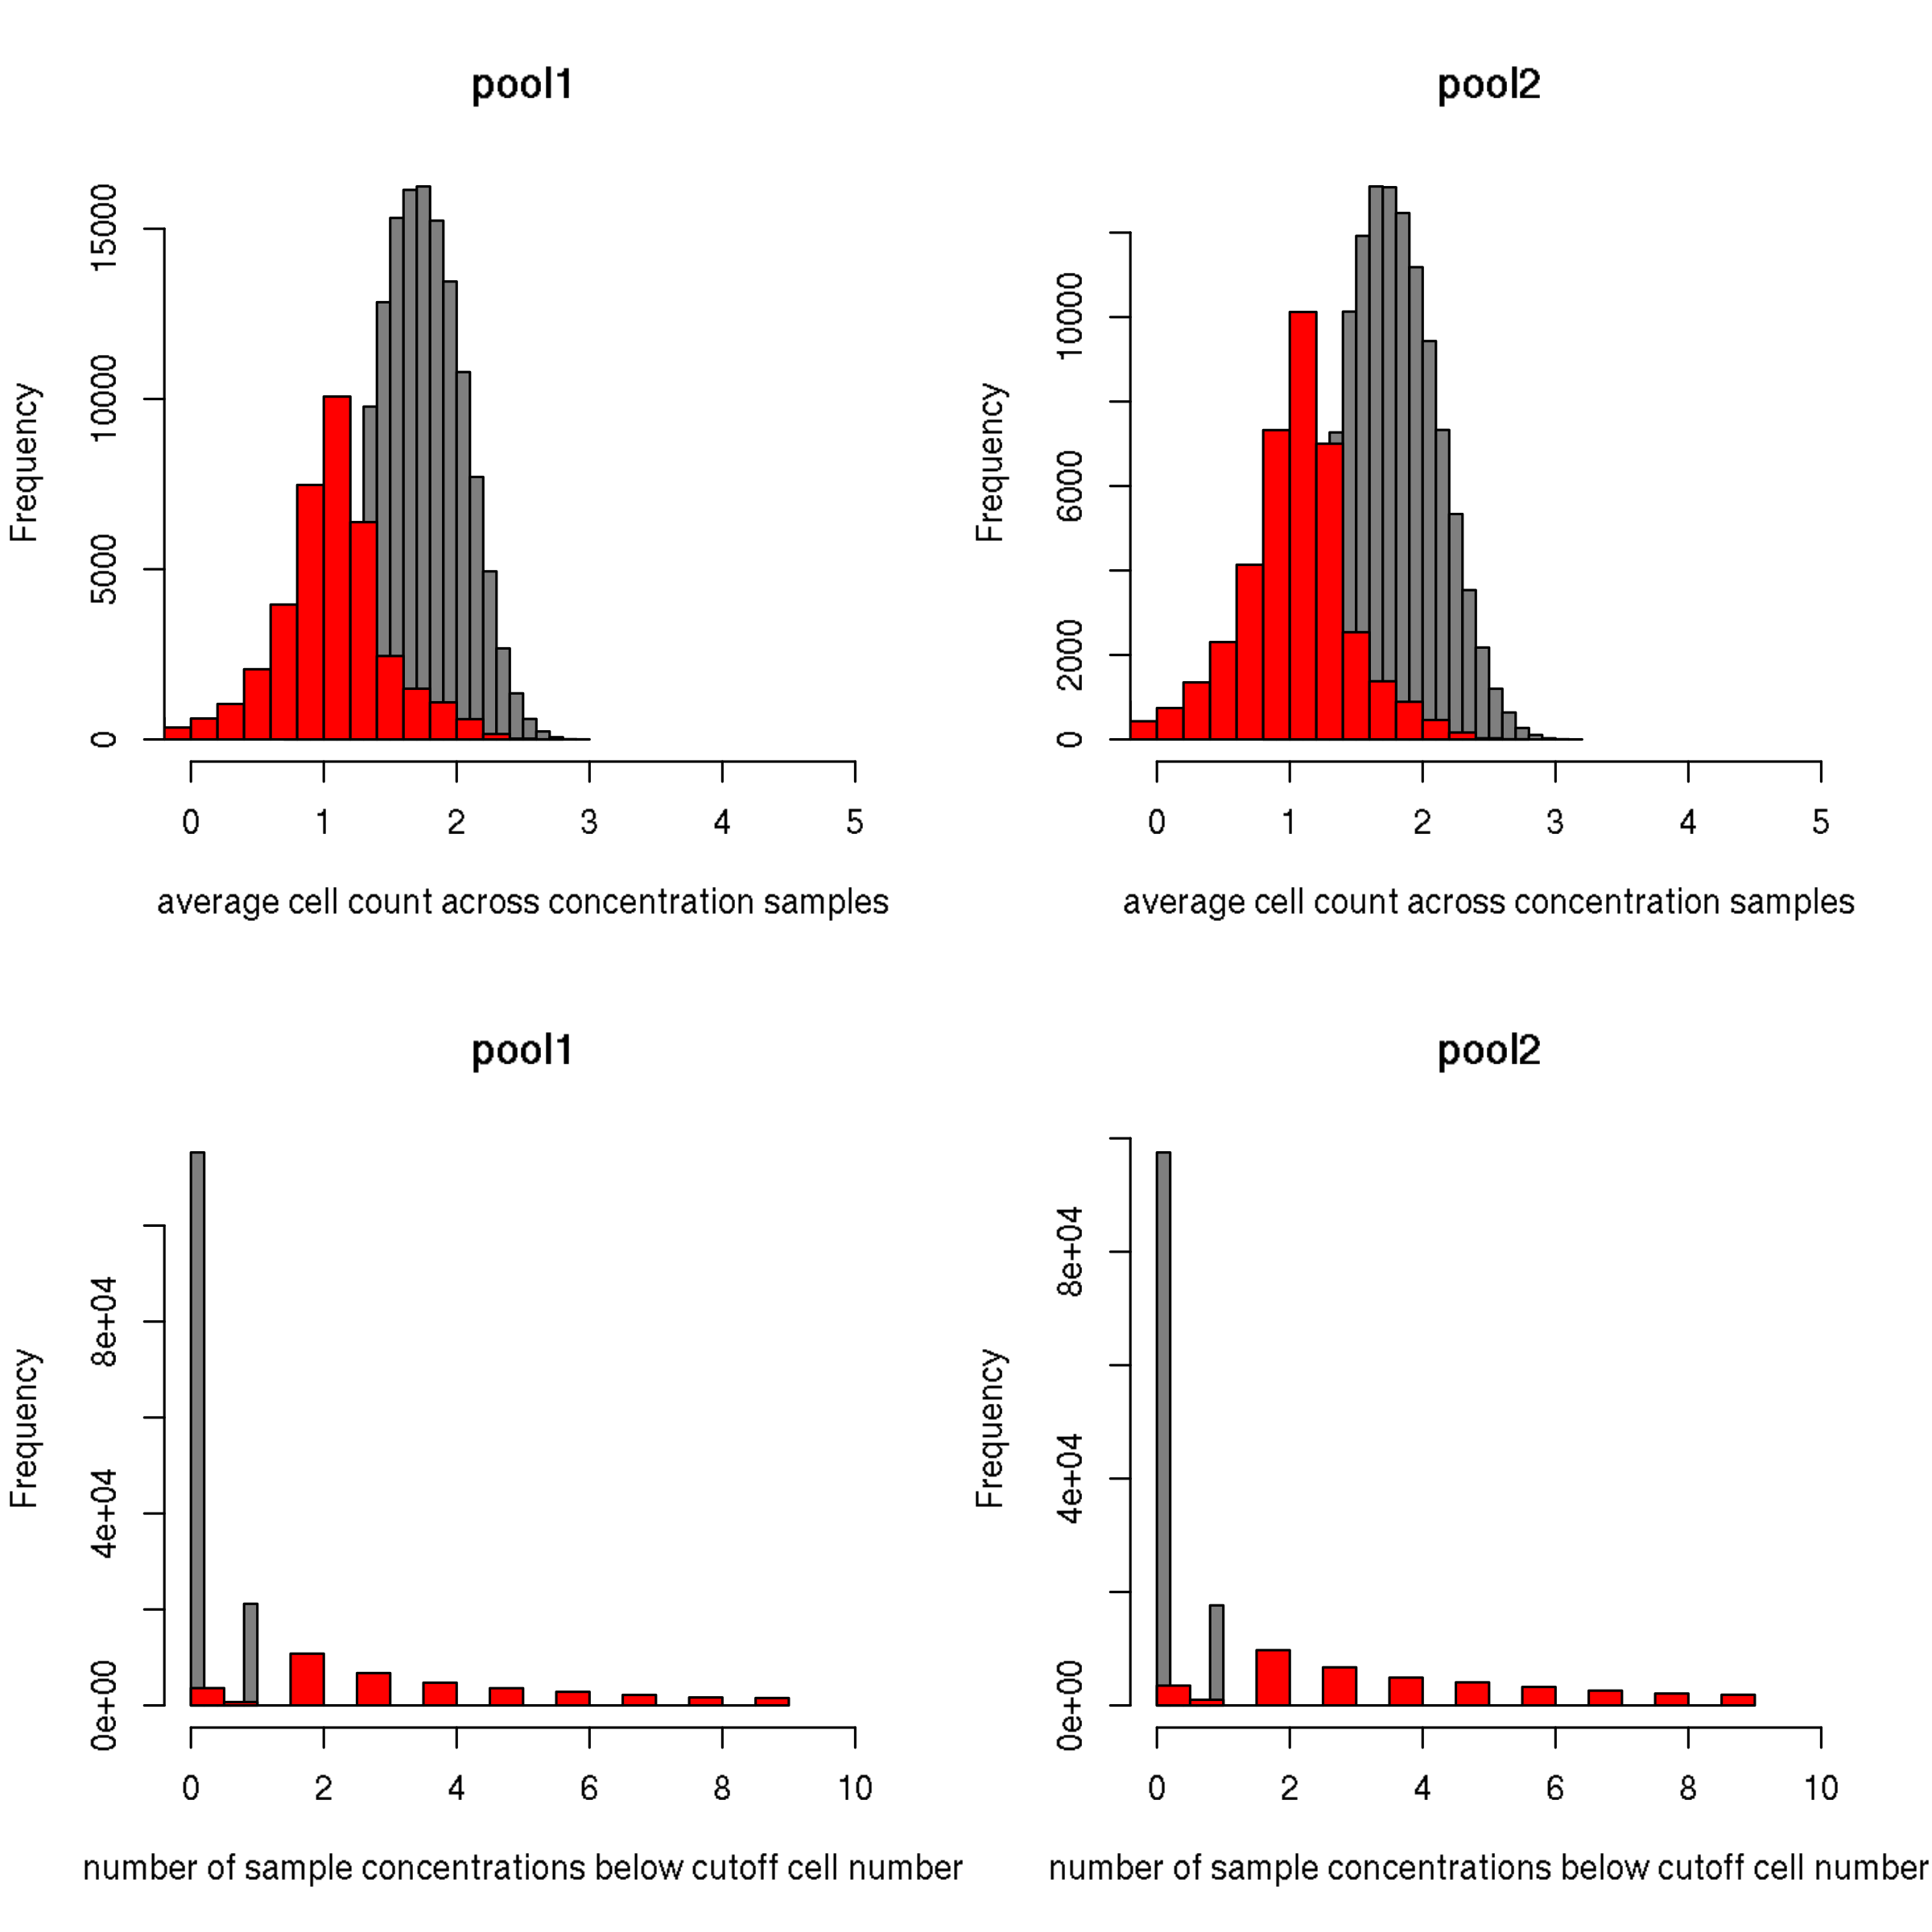 pool1
pool2
Frequency
15000
10000
5000
0
0 1 2 3 4 5
average cell count across concentration samples
Frequency
10000
6000
2000
0
0 1 2 3 4 5
average cell count across concentration samples
pool1
pool2
Frequency
8e+04
4e+04
0e+00
0 2 4 6 8 10
number of sample concentrations below cutoff cell number
Frequency
8e+04
4e+04
0e+00
0 2 4 6 8 10
number of sample concentrations below cutoff cell number